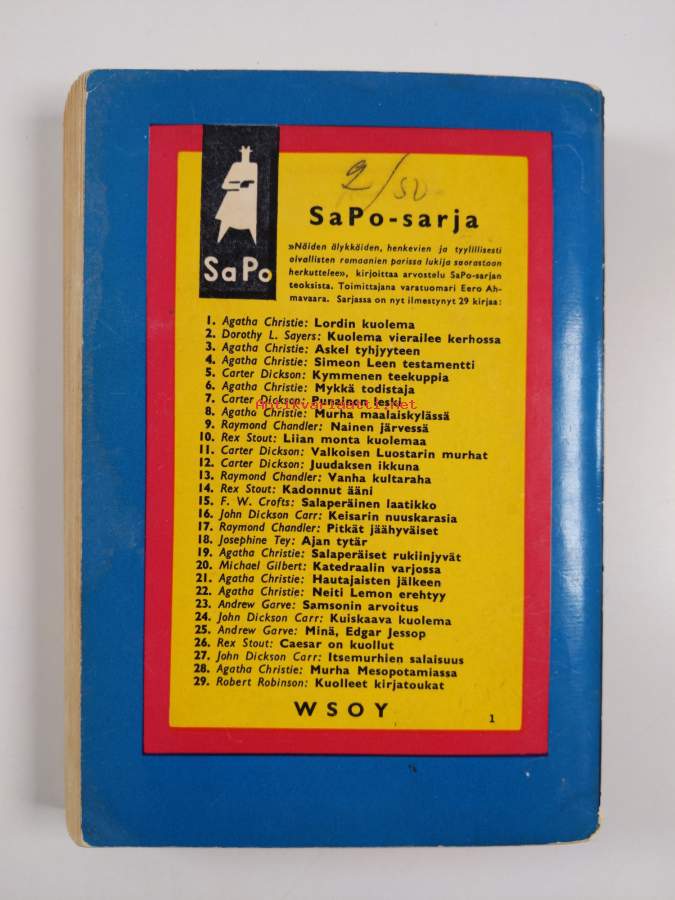 2/50
SaPo
SaPo-sarja
»Näiden älykkäiden, henkevien ja tyylillisesti
oivallisten romaanien parissa lukija suorastaan
herkuttelee», kirjoittaa arvostelu SaPo-sarjan
teoksista. Toimittajana varatuomari Eero Ah-
mavaara. Sarjassa on nyt ilmestynyt 29 kirjaa:
1. Agatha Christie: Lordin kuolema
2. Dorothy L. Sayers: Kuolema vierailee kerhossa
3. Agatha Christie: Askel tyhjyyteen
4. Agatha Christie: Simeon Leen testamentti
5. Carter Dickson: Kymmenen teekuppia
6. Agatha Christie: Mykkä todistaja
7. Carter Dickson: Punainen leski
Antikvariaatti.net
8. Agatha Christie: Murha maalaiskylässä
9. Raymond Chandler: Nainen järvessä
10. Rex Stout: Liian monta kuolemaa
11. Carter Dickson: Valkoisen Luostarin murhat
12. Carter Dickson: Juudaksen ikkuna
13. Raymond Chandler: Vanha kultaraha
14. Rex Stout: Kadonnut ääni
15. F. W. Crofts: Salaperäinen laatikko
16. John Dickson Carr: Keisarin nuuskarasia
17. Raymond Chandler: Pitkät jäähyväiset
18. Josephine Tey: Ajan tytär
19. Agatha Christie: Salaperäiset rukiinjyvät
20. Michael Gilbert: Katedraalin varjossa
21. Agatha Christie: Hautajaisten jälkeen
22. Agatha Christie: Neiti Lemon erehtyy
23. Andrew Garve: Samsonin arvoitus
24. John Dickson Carr: Kuiskaava kuolema
25. Andrew Garve: Minä, Edgar Jessop
26. Rex Stout: Caesar on kuollut
27. John Dickson Carr: Itsemurhien salaisuus
28. Agatha Christie: Murha Mesopotamiassa
29. Robert Robinson: Kuolleet kirjatoukat
WSOY
1